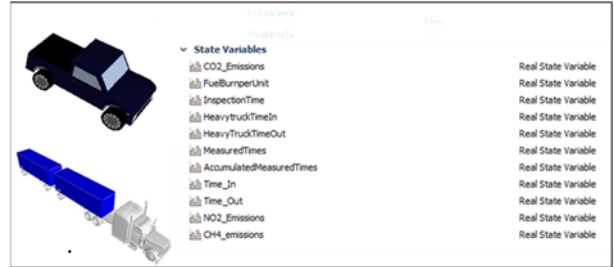 State Variables
CO2_Emissions Real State Variable
FuelBurnperUnit Real State Variable
InspectionTime Real State Variable
HeavytruckTimeIn Real State Variable
HeavyTruckTimeOut Real State Variable
MeasuredTimes Real State Variable
AccumulatedMeasuredTimes Real State Variable
Time_In Real State Variable
Time_Out Real State Variable
NO2_Emissions Real State Variable
CH4_emissions Real State Variable